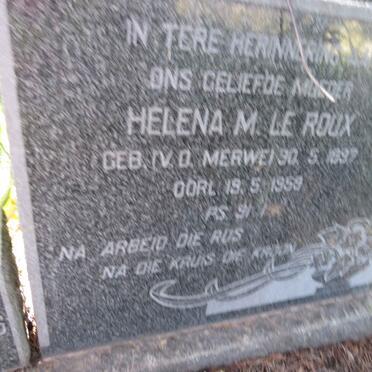 IN TERE HERINNERING
ONS GELIEFDE MOEDER
HELENA M. LE ROUX
GEB. (V.D. MERWE) 30. 5. 1897
OORL. 19. 5. 1959
PS. 91:1
NA ARBEID DIE RUS
NA DIE KRUIS DIE KROON